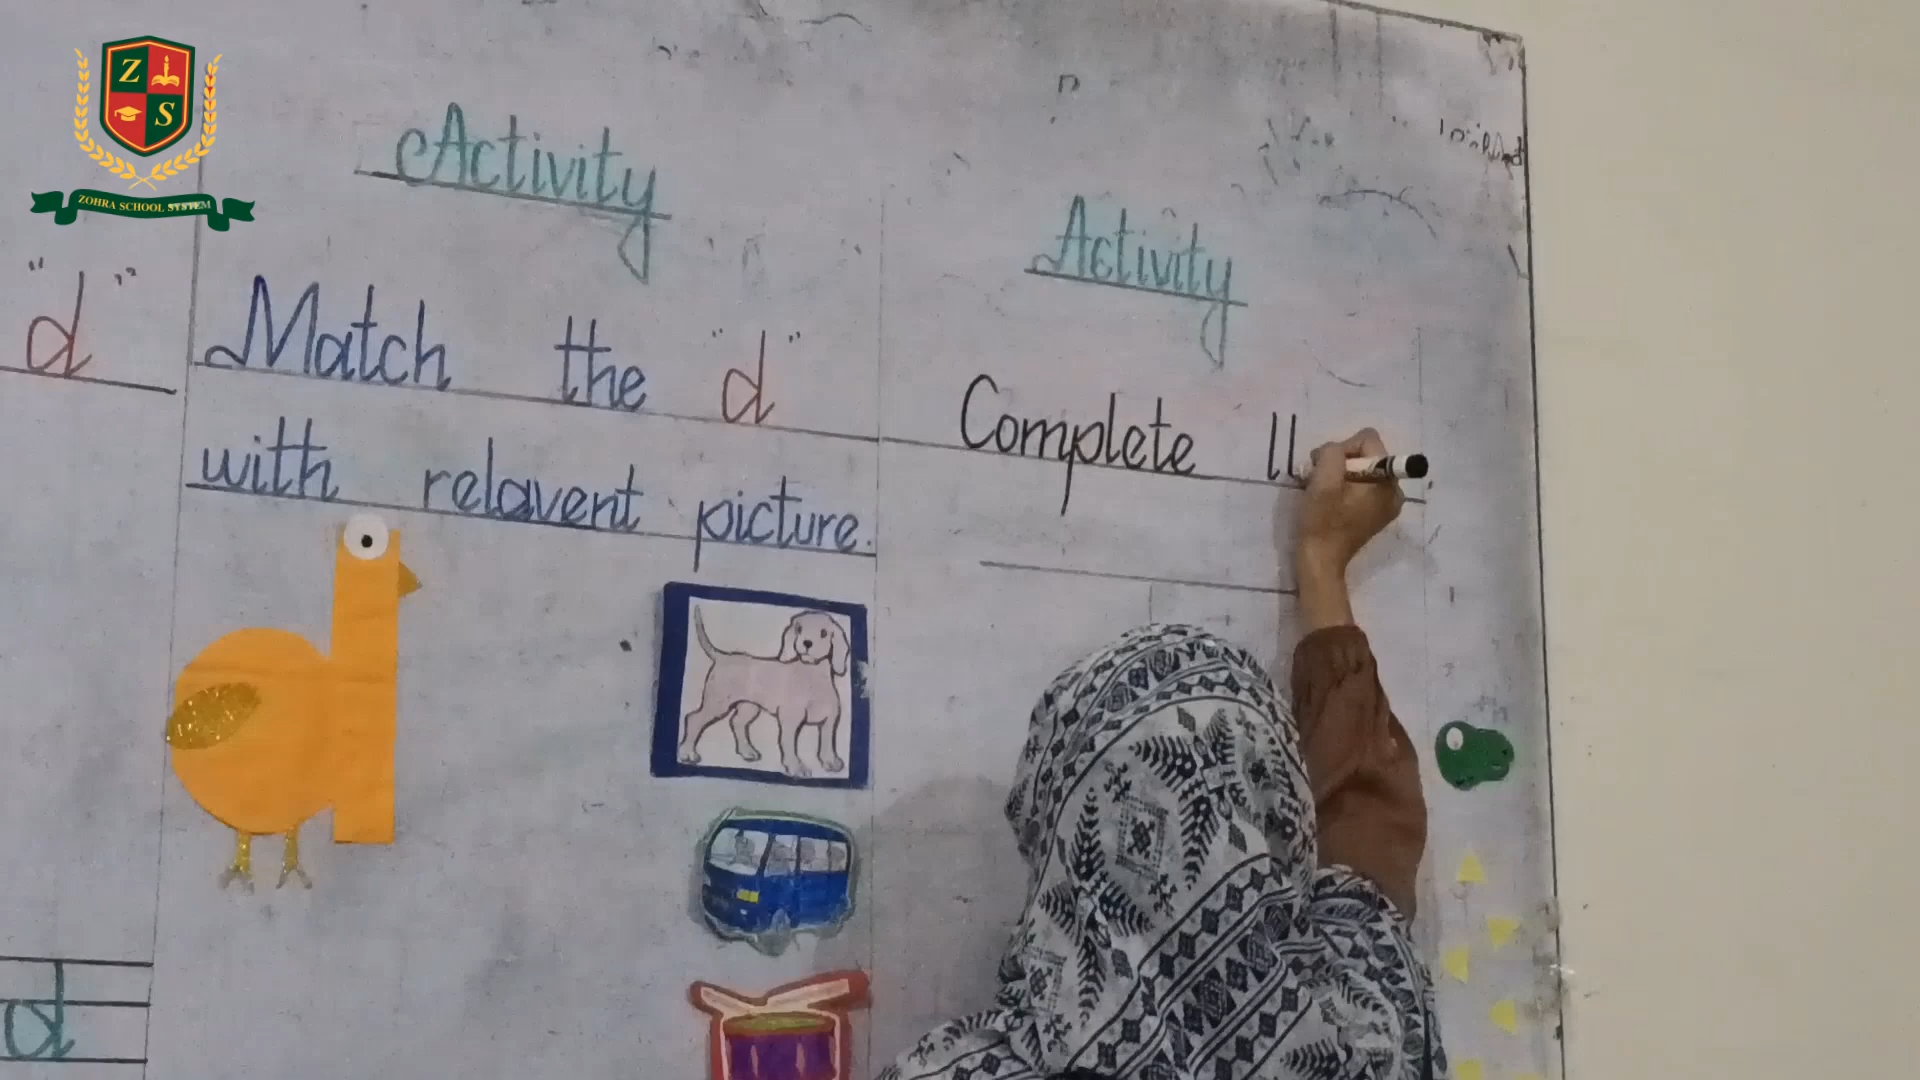 Z
S
ZOHRA SCHOOL SYSTEM
"d"
d
Activity
Match the "d"
with relavent picture.
Activity
Complete